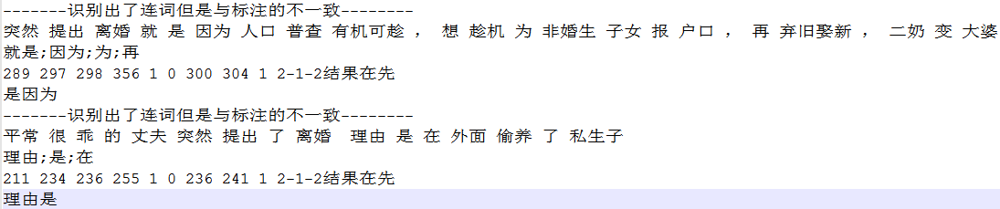 -------识别出了连词但是与标注的不一致--------
突然 提出 离婚 就 是 因为 人口 普查 有机可趁 ， 想 趁机 为 非婚生 子女 报 户口 ， 再 弃旧娶新 ， 二奶 变 大婆
就是;因为;为;再
289 297 298 356 1 0 300 304 1 2-1-2结果在先
是因为
-------识别出了连词但是与标注的不一致--------
平常 很 乖 的 丈夫 突然 提出 了 离婚  理由 是 在 外面 偷养 了 私生子
理由;是;在
211 234 236 255 1 0 236 241 1 2-1-2结果在先
理由是